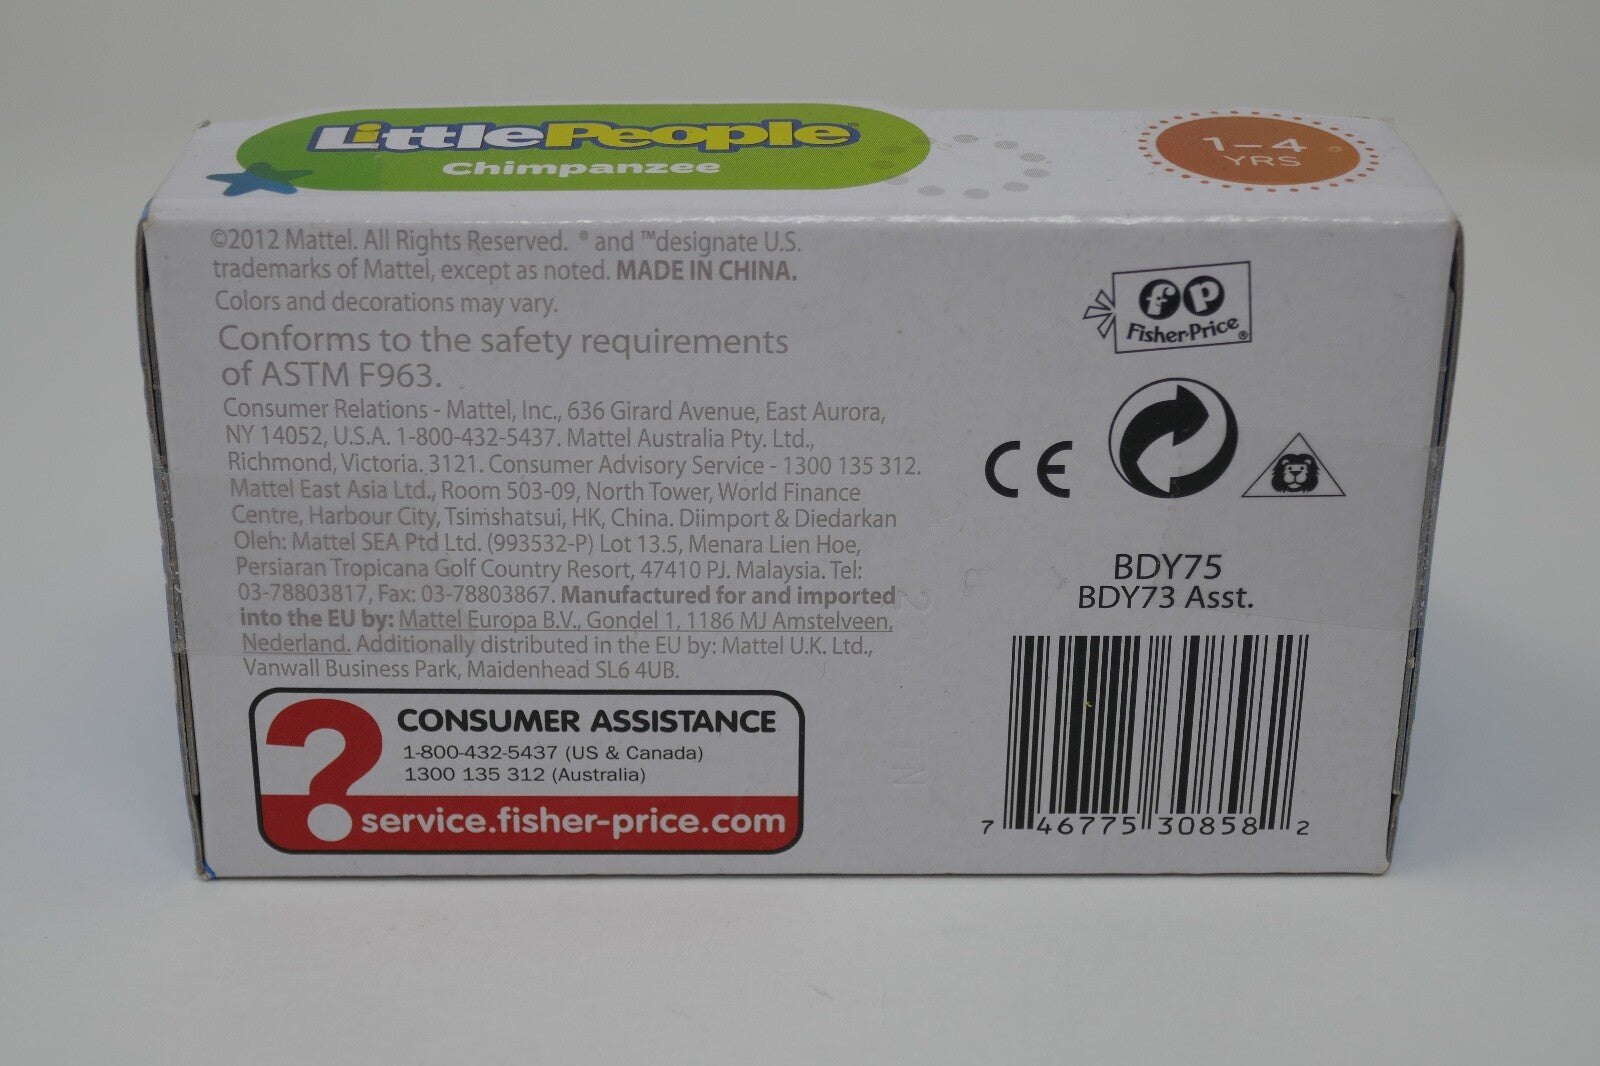 LittlePeople®
Chimpanzee
1–4
YRS
©2012 Mattel. All Rights Reserved. ® and ™designate U.S.
trademarks of Mattel, except as noted. MADE IN CHINA.
Colors and decorations may vary.
Conforms to the safety requirements
of ASTM F963.
Consumer Relations - Mattel, Inc., 636 Girard Avenue, East Aurora,
NY 14052, U.S.A. 1-800-432-5437. Mattel Australia Pty. Ltd.,
Richmond, Victoria. 3121. Consumer Advisory Service - 1300 135 312.
Mattel East Asia Ltd., Room 503-09, North Tower, World Finance
Centre, Harbour City, Tsimshatsui, HK, China. Diimport & Diedarkan
Oleh: Mattel SEA Ptd Ltd. (993532-P) Lot 13.5, Menara Lien Hoe,
Persiaran Tropicana Golf Country Resort, 47410 PJ. Malaysia. Tel:
03-78803817, Fax: 03-78803867. Manufactured for and imported
into the EU by: Mattel Europa B.V., Gondel 1, 1186 MJ Amstelveen,
Nederland. Additionally distributed in the EU by: Mattel U.K. Ltd.,
Vanwall Business Park, Maidenhead SL6 4UB.
? CONSUMER ASSISTANCE
1-800-432-5437 (US & Canada)
1300 135 312 (Australia)
service.fisher-price.com
fp
Fisher-Price®
CE
BDY75
BDY73 Asst.
7 46775 30858 2